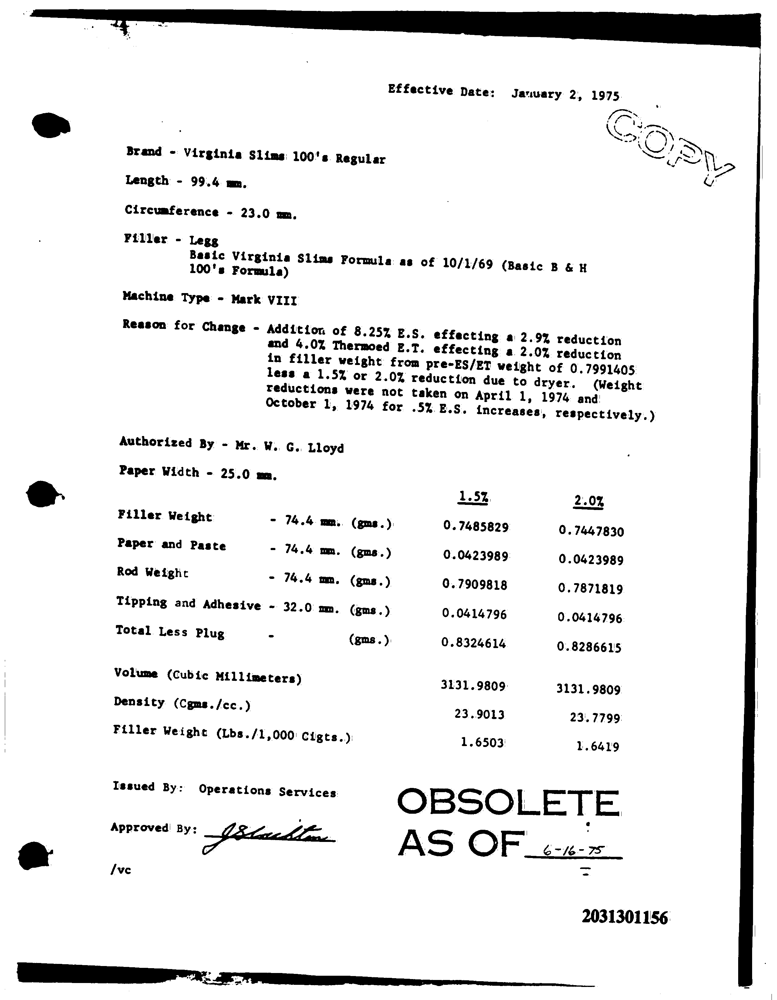 Effective Date: January 2, 1975
COPY
Brand - Virginia Slims 100's Regular
Length - 99.4 mm.
Circumference - 23.0 mm.
Filler - Legg
Basic Virginia Slims Formula as of 10/1/69 (Basic B & H
100's Formula)
Machine Type - Mark VIII
Reason for Change - Addition of 8.25% E.S. effecting a 2.9% reduction
and 4.0% Thermoed E.T. effecting a 2.0% reduction
in filler weight from pre-ES/ET weight of 0.7991405
less a 1.5% or 2.0% reduction due to dryer. (Weight
reductions were not taken on April 1, 1974 and
October 1, 1974 for .5% E.S. increases, respectively.)
Authorized By - Mr. W. G. Lloyd
Paper Width - 25.0 mm.
1.5% 2.0%
Filler Weight - 74.4 mm. (gms.) 0.7485829 0.7447830
Paper and Paste - 74.4 mm. (gms.) 0.0423989 0.0423989
Rod Weight - 74.4 mm. (gms.) 0.7909818 0.7871819
Tipping and Adhesive - 32.0 mm. (gms.) 0.0414796 0.0414796
Total Less Plug - (gms.) 0.8324614 0.8286615
Volume (Cubic Millimeters) 3131.9809 3131.9809
Density (Cgms./cc.) 23.9013 23.7799
Filler Weight (Lbs./1,000 Cigts.) 1.6503 1.6419
Issued By: Operations Services
OBSOLETE
Approved By:
AS OF 6-16-75
/vc
2031301156